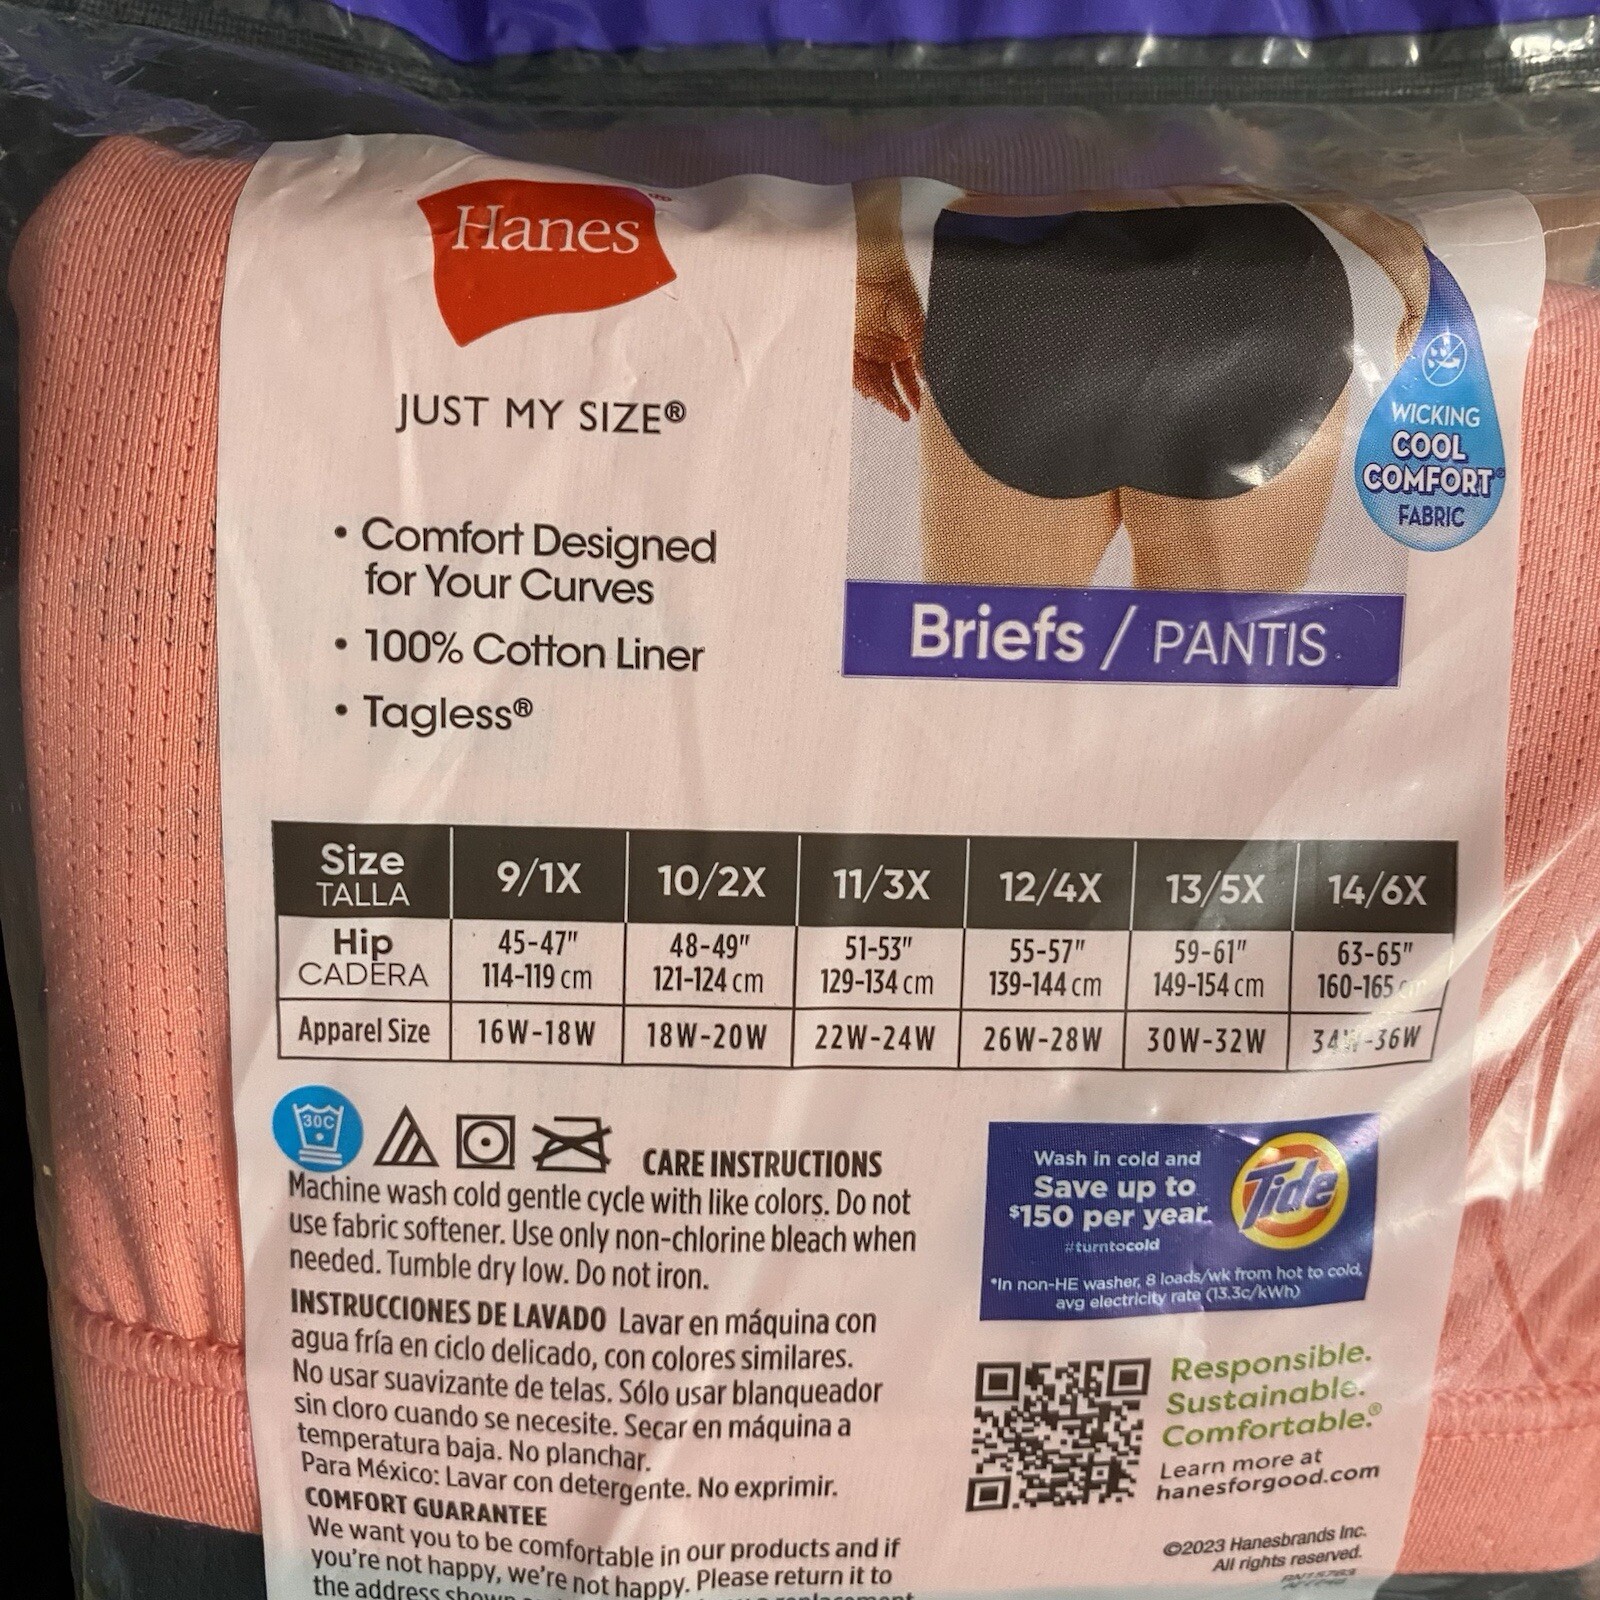 Hanes®
JUST MY SIZE®
• Comfort Designed
for Your Curves
• 100% Cotton Liner
• Tagless®
WICKING
COOL
COMFORT®
FABRIC
Briefs / PANTIS
Size 9/1X 10/2X 11/3X 12/4X 13/5X 14/6X
TALLA
Hip 45-47" 48-49" 51-53" 55-57" 59-61" 63-65"
CADERA 114-119 cm 121-124 cm 129-134 cm 139-144 cm 149-154 cm 160-165 cm
Apparel Size 16W-18W 18W-20W 22W-24W 26W-28W 30W-32W 34W-36W
30C
CARE INSTRUCTIONS
Machine wash cold gentle cycle with like colors. Do not
use fabric softener. Use only non-chlorine bleach when
needed. Tumble dry low. Do not iron.
INSTRUCCIONES DE LAVADO Lavar en máquina con
agua fría en ciclo delicado, con colores similares.
No usar suavizante de telas. Sólo usar blanqueador
sin cloro cuando se necesite. Secar en máquina a
temperatura baja. No planchar.
Para México: Lavar con detergente. No exprimir.
COMFORT GUARANTEE
We want you to be comfortable in our products and if
you're not happy, we're not happy. Please return it to
the address
Wash in cold and
Save up to
$150 per year
#turntocold
*In non-HE washer, 8 loads/wk from hot to cold,
avg electricity rate (13.3c/kWh)
Tide
Responsible.
Sustainable.
Comfortable.®
Learn more at
hanesforgood.com
©2023 Hanesbrands Inc.
All rights reserved.